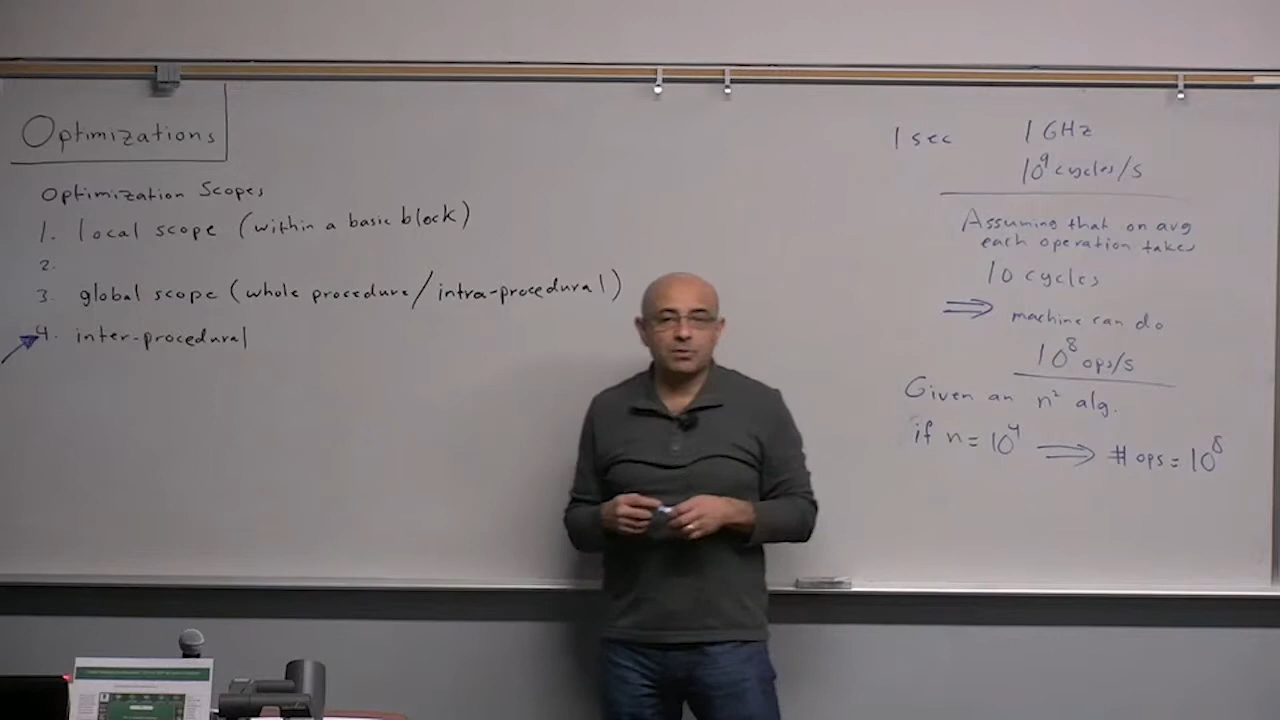 Optimizations
Optimization Scopes
1. local scope (within a basic block)
2.
3. global scope (whole procedure/intra-procedural)
4. inter-procedural
1 sec 1 GHz
10⁹ cycles/s
Assuming that on avg
each operation takes
10 cycles
⟹ machine can do
10⁸ ops/s
Given an n² alg.
if n = 10⁴ ⟹ # ops = 10⁸